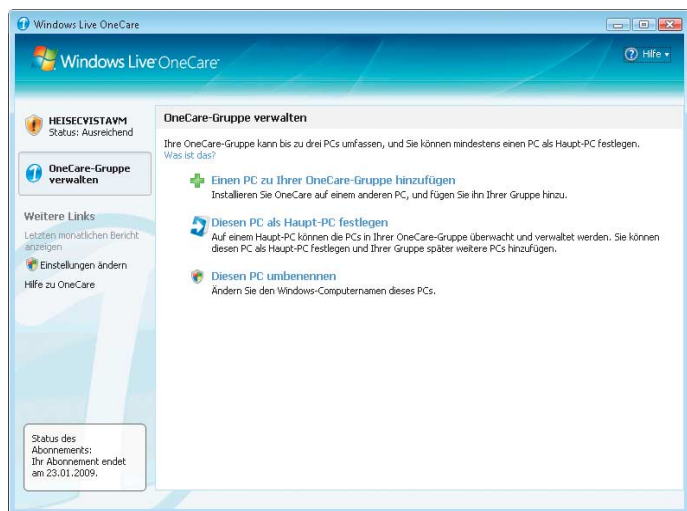 Windows Live OneCare
Windows Live OneCare
Hilfe
HEISECVISTAVM
Status: Ausreichend
OneCare-Gruppe
verwalten
Weitere Links
Letzten monatlichen Bericht
anzeigen
Einstellungen ändern
Hilfe zu OneCare
Status des
Abonnements:
Ihr Abonnement endet
am 23.01.2009.
OneCare-Gruppe verwalten
Ihre OneCare-Gruppe kann bis zu drei PCs umfassen, und Sie können mindestens einen PC als Haupt-PC festlegen.
Was ist das?
Einen PC zu Ihrer OneCare-Gruppe hinzufügen
Installieren Sie OneCare auf einem anderen PC, und fügen Sie ihn Ihrer Gruppe hinzu.
Diesen PC als Haupt-PC festlegen
Auf einem Haupt-PC können die PCs in Ihrer OneCare-Gruppe überwacht und verwaltet werden. Sie können
diesen PC als Haupt-PC festlegen und Ihrer Gruppe später weitere PCs hinzufügen.
Diesen PC umbenennen
Ändern Sie den Windows-Computernamen dieses PCs.